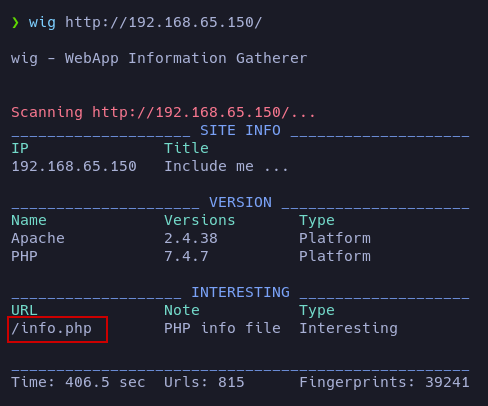 ❯ wig http://192.168.65.150/
wig - WebApp Information Gatherer
Scanning http://192.168.65.150/...
____________________ SITE INFO ____________________
IP Title
192.168.65.150 Include me ...
_____________________ VERSION _____________________
Name Versions Type
Apache 2.4.38 Platform
PHP 7.4.7 Platform
___________________ INTERESTING ___________________
URL Note Type
/info.php PHP info file Interesting
___________________________________________________
Time: 406.5 sec Urls: 815 Fingerprints: 39241